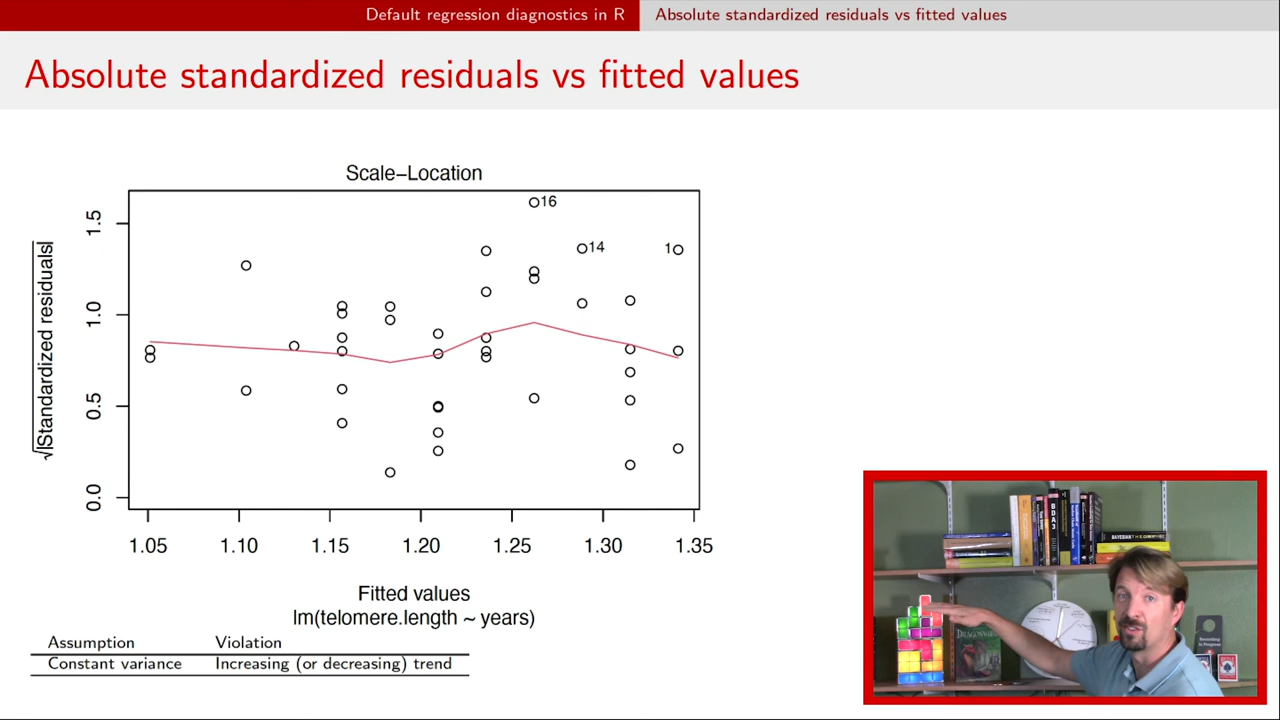 Default regression diagnostics in R
Absolute standardized residuals vs fitted values
Absolute standardized residuals vs fitted values
Scale−Location
16
14
1
√|Standardized residuals|
1.5
1.0
0.5
0.0
1.05 1.10 1.15 1.20 1.25 1.30 1.35
Fitted values
lm(telomere.length ~ years)
Assumption Violation
Constant variance Increasing (or decreasing) trend
BDA3
DRAGONWOOD